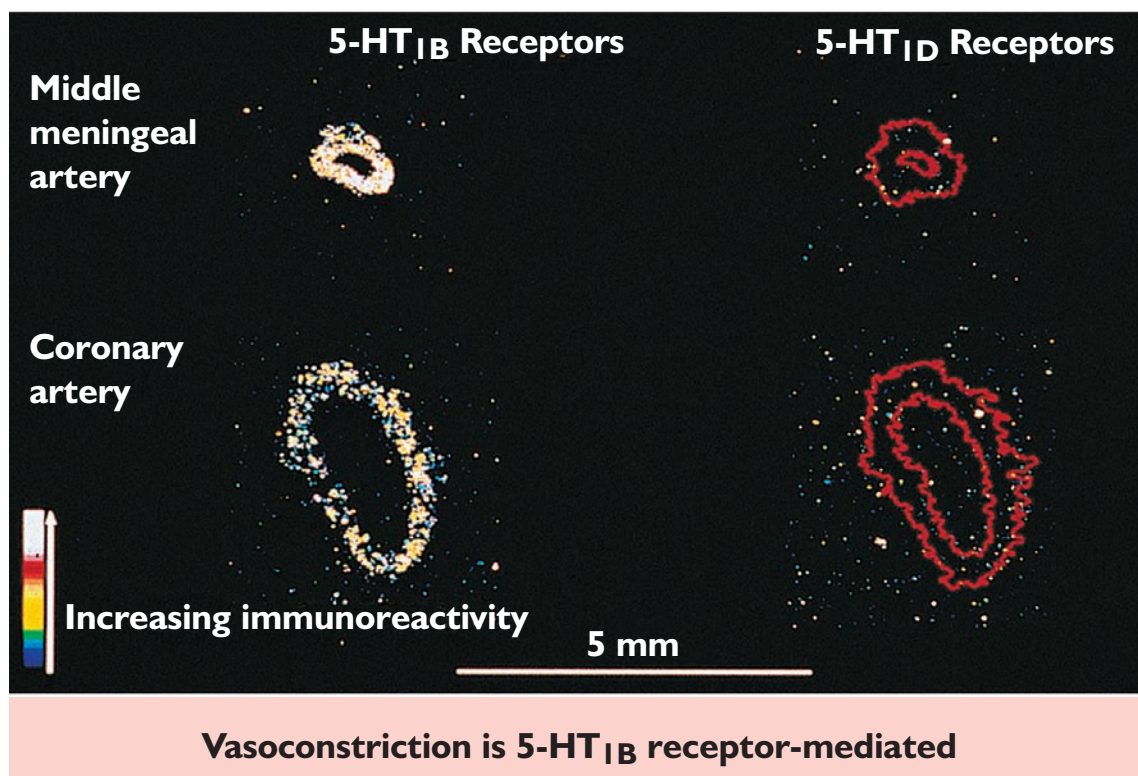 5-HT1B Receptors
5-HT1D Receptors
Middle
meningeal
artery
Coronary
artery
Increasing immunoreactivity
5 mm
Vasoconstriction is 5-HT1B receptor-mediated